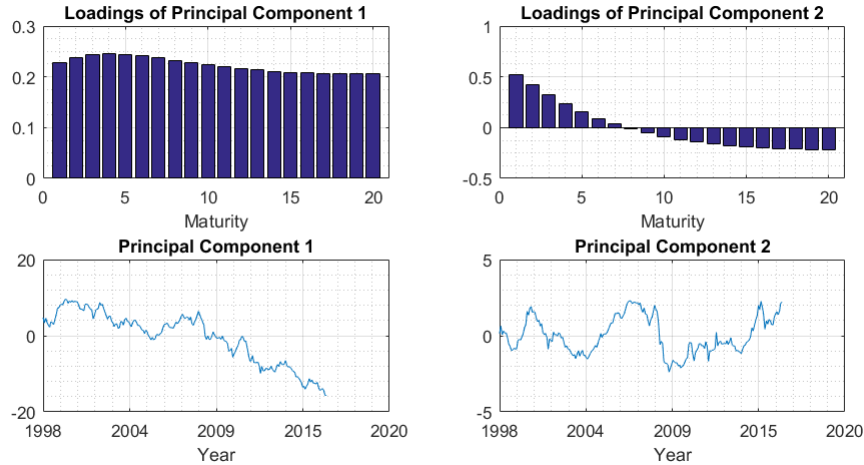 Loadings of Principal Component 1
0.3
0.2
0.1
0
0 5 10 15 20
Maturity
Loadings of Principal Component 2
1
0.5
0
-0.5
0 5 10 15 20
Maturity
Principal Component 1
20
0
-20
1998 2004 2009 2015 2020
Year
Principal Component 2
5
0
-5
1998 2004 2009 2015 2020
Year